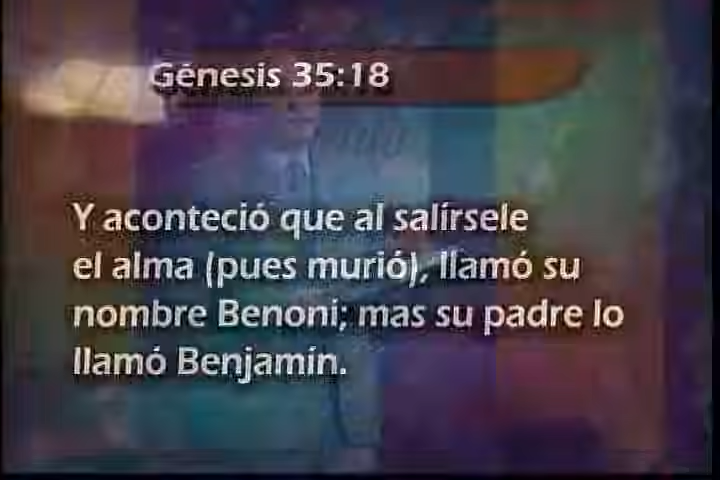 Génesis 35:18
Y aconteció que al salírsele
el alma (pues murió), llamó su
nombre Benoni; mas su padre lo
llamó Benjamín.